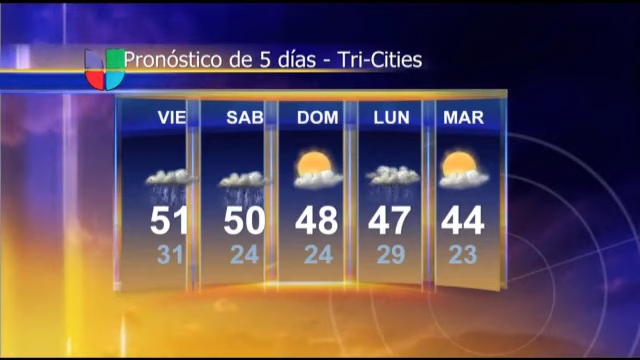 Pronóstico de 5 días - Tri-Cities
VIE SAB DOM LUN MAR
51 50 48 47 44
31 24 24 29 23